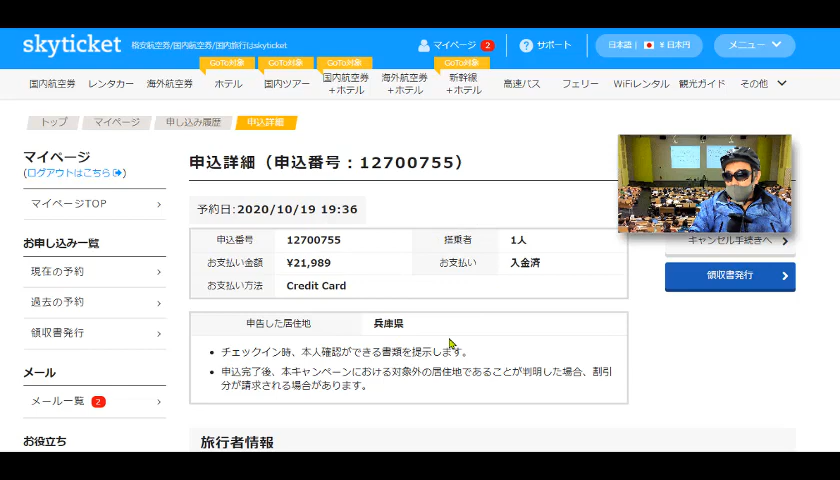 skyticket 格安航空券/国内航空券/国内旅行はskyticket マイページ 2 サポート 日本語 ¥ 日本円 メニュー
GoTo対象 GoTo対象 GoTo対象 GoTo対象
国内航空券 レンタカー 海外航空券 ホテル 国内ツアー 国内航空券+ホテル 海外航空券+ホテル 新幹線+ホテル 高速バス フェリー WiFiレンタル 観光ガイド その他
トップ マイページ 申し込み履歴 申込詳細
マイページ
(ログアウトはこちら)
マイページTOP
お申し込み一覧
現在の予約
過去の予約
領収書発行
メール
メール一覧 2
お役立ち
申込詳細（申込番号：12700755）
予約日:2020/10/19 19:36
申込番号 12700755 搭乗者 1人
お支払い金額 ¥21,989 お支払い 入金済
お支払い方法 Credit Card
申告した居住地 兵庫県
• チェックイン時、本人確認ができる書類を提示します。
• 申込完了後、本キャンペーンにおける対象外の居住地であることが判明した場合、割引
分が請求される場合があります。
旅行者情報
キャンセル手続きへ
領収書発行